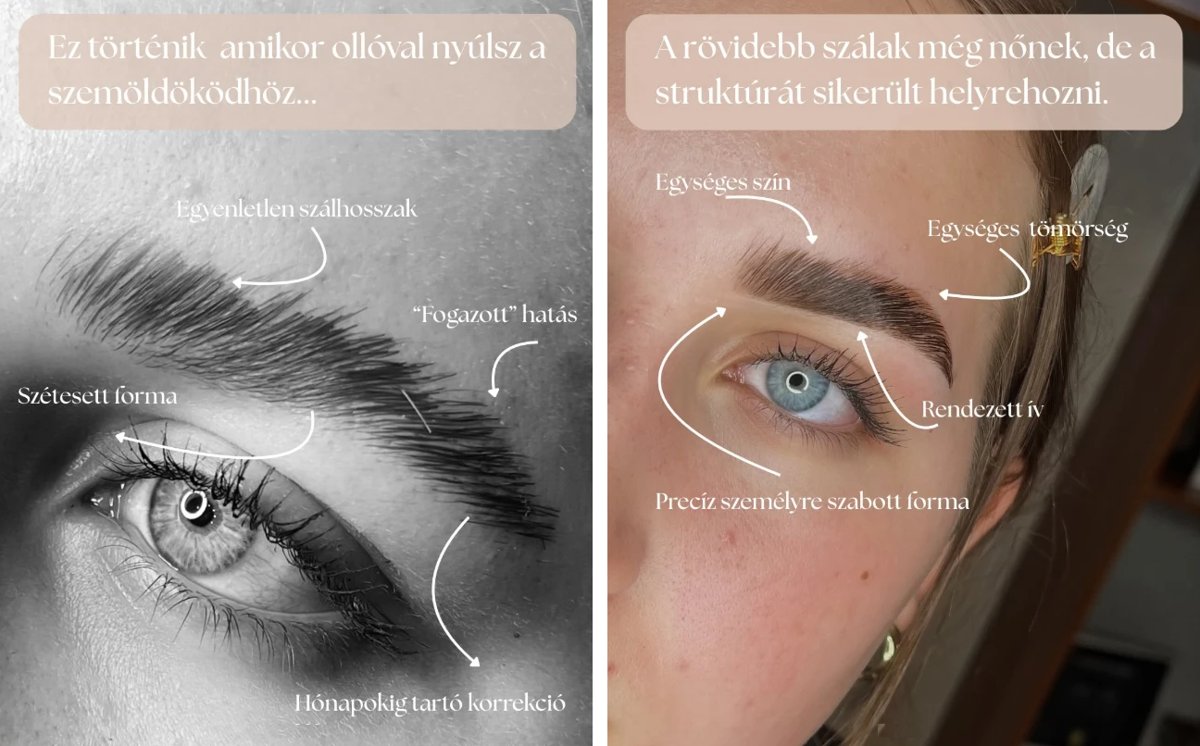 Ez történik amikor ollóval nyúlsz a
szemöldöködhöz...
Egyenletlen szálhosszak
“Fogazott” hatás
Szétesett forma
Hónapokig tartó korrekció
A rövidebb szálak még nőnek, de a
struktúrát sikerült helyrehozni.
Egységes szín
Egységes tömörség
Rendezett ív
Precíz személyre szabott forma